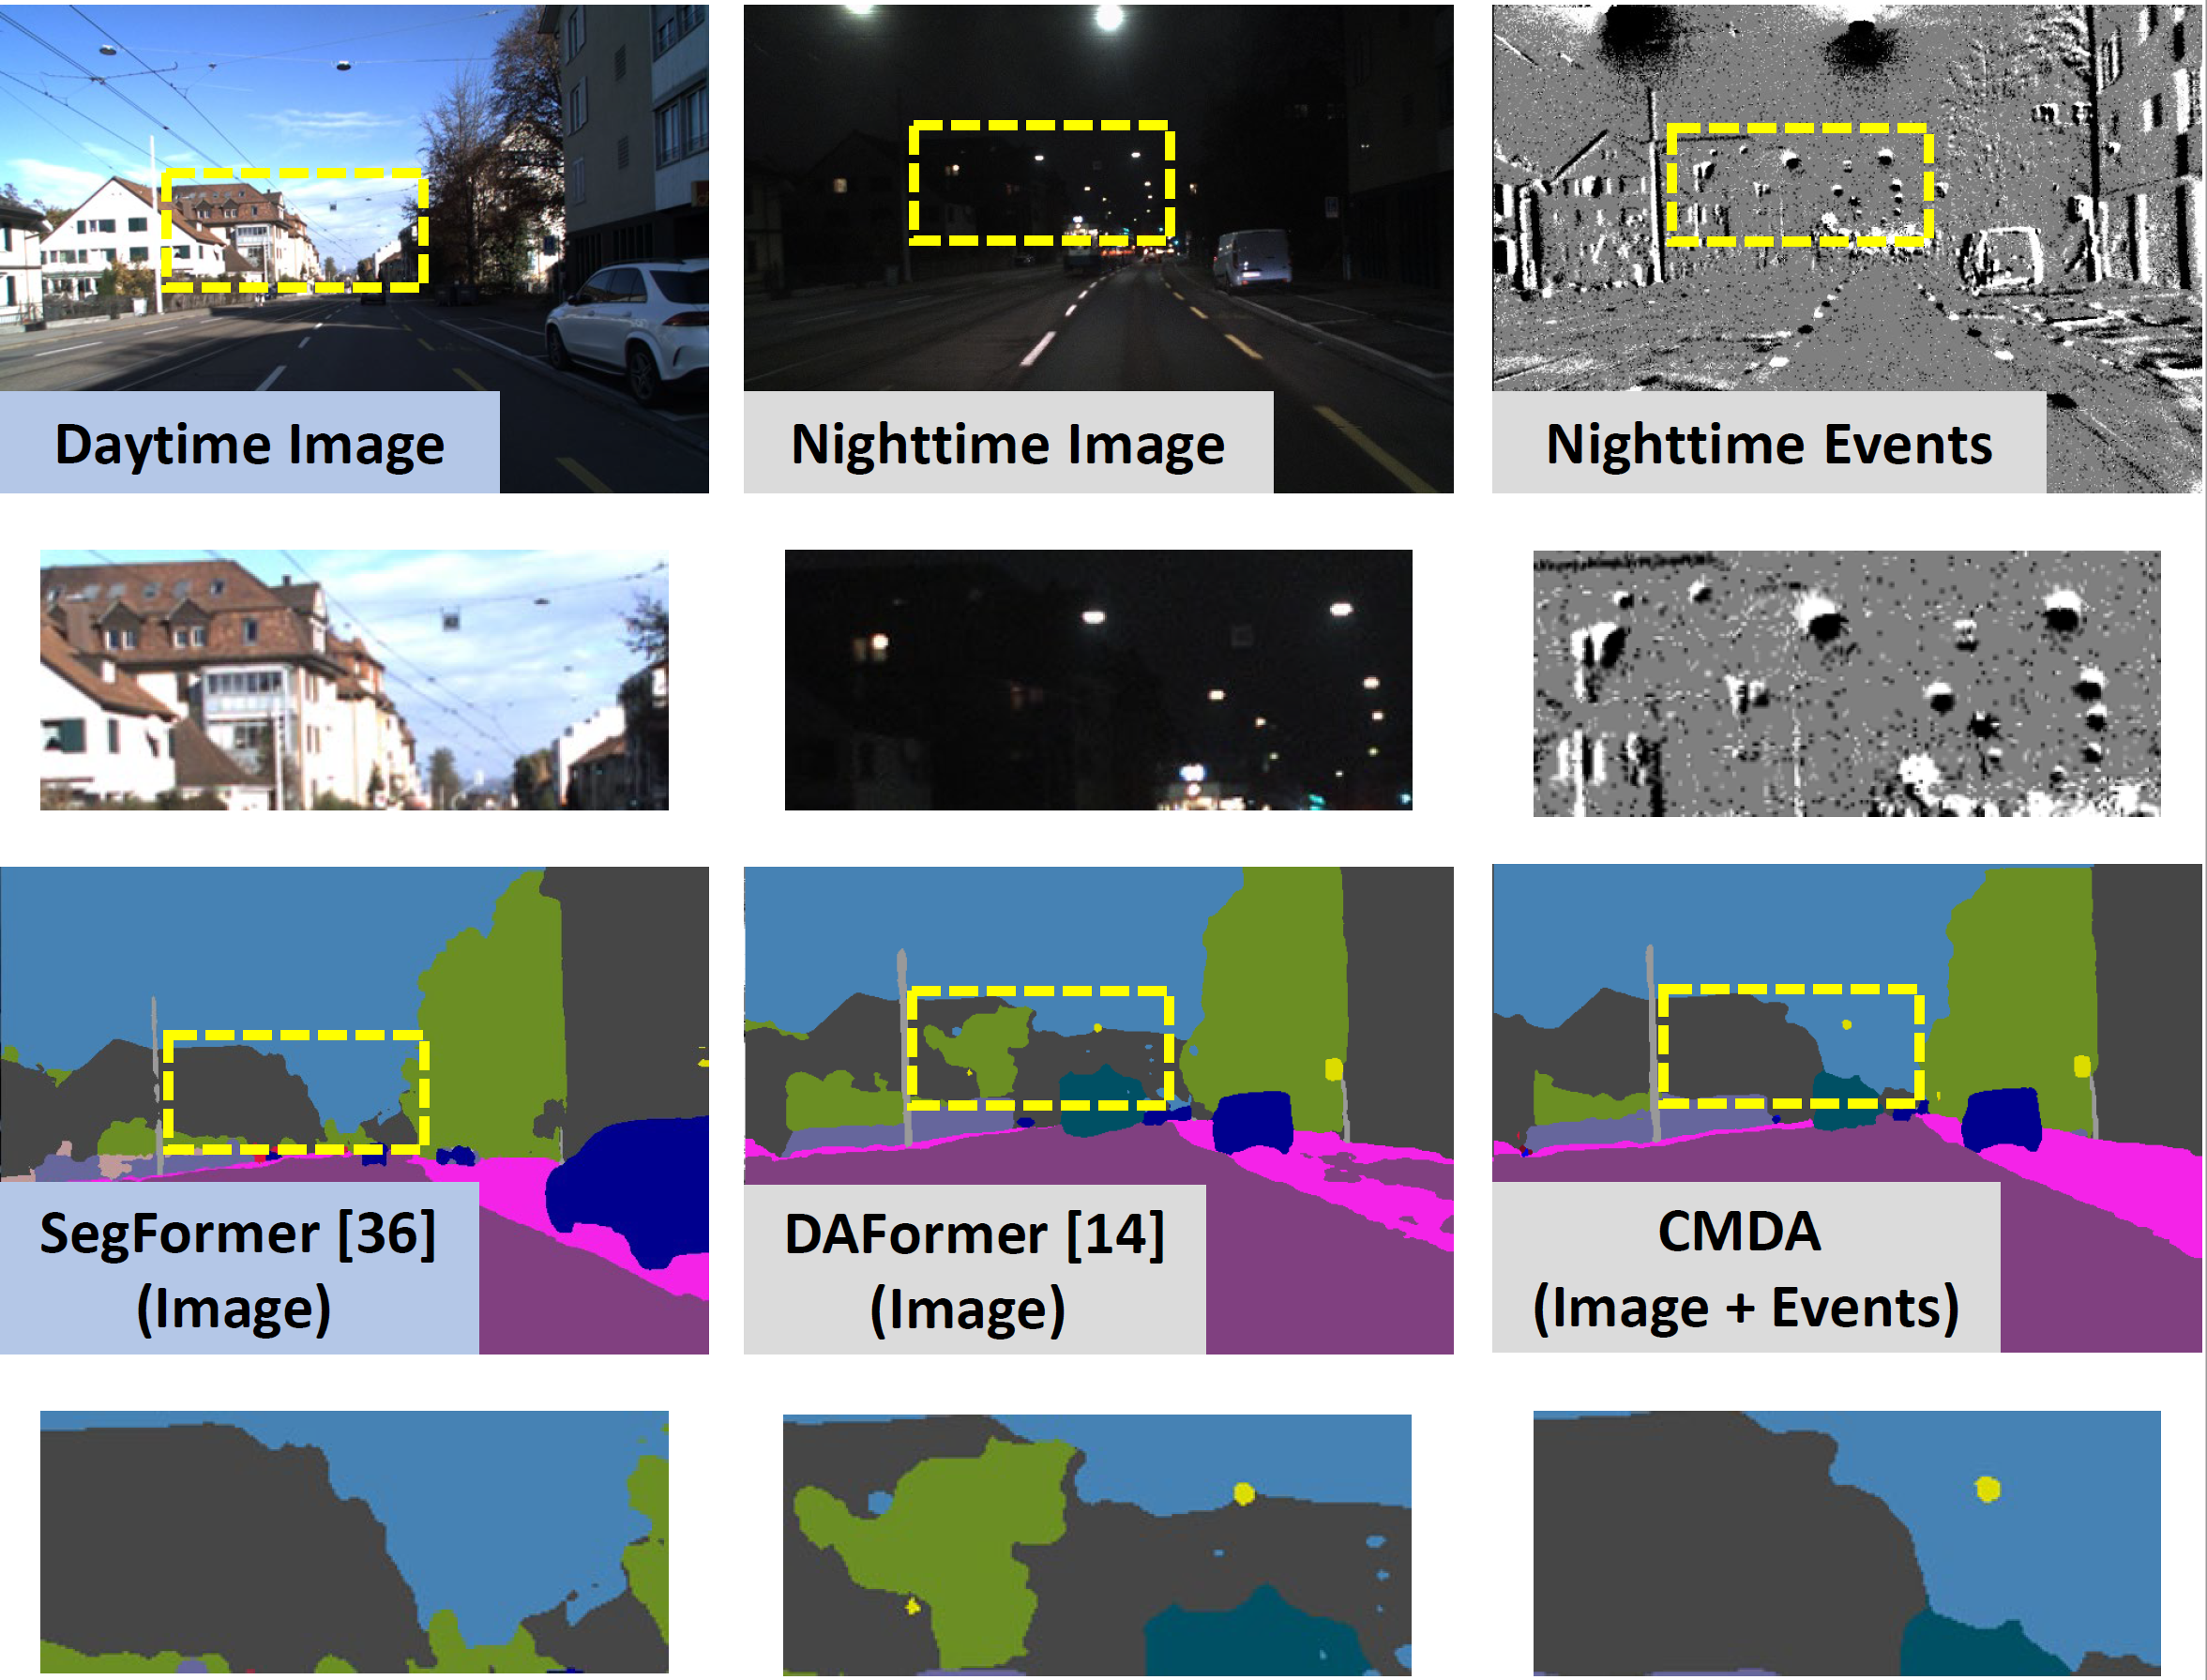 Daytime Image
Nighttime Image
Nighttime Events
SegFormer [36]
(Image)
DAFormer [14]
(Image)
CMDA
(Image + Events)